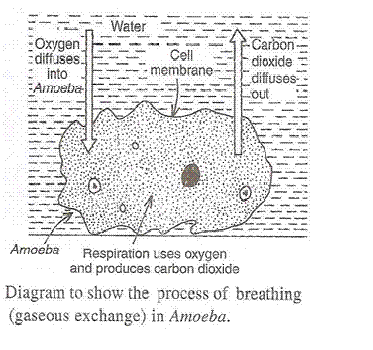 Water
Oxygen
diffuses
into
Amoeba
Cell
membrane
Carbon
dioxide
diffuses
out
Amoeba
Respiration uses oxygen
and produces carbon dioxide
Diagram to show the process of breathing
(gaseous exchange) in Amoeba.